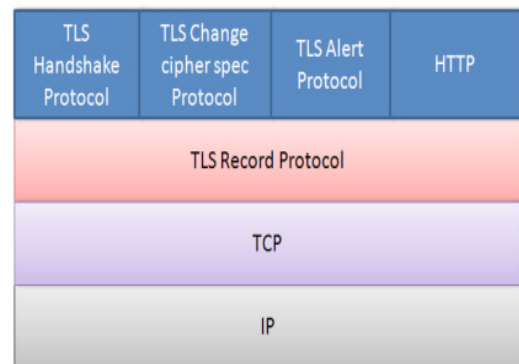 TLS
Handshake
Protocol
TLS Change
cipher spec
Protocol
TLS Alert
Protocol
HTTP
TLS Record Protocol
TCP
IP